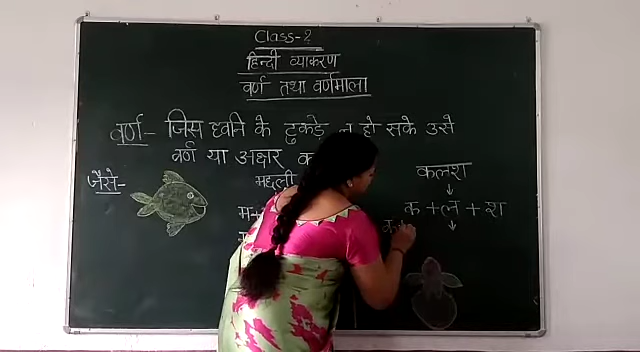 Class-2
हिन्दी व्याकरण
वर्ण तथा वर्णमाला
वर्ण- जिस ध्वनि के टुकड़े न हो सके उसे
वर्ण या अक्षर
जैसे-
मछली
म+
कलश
↓
क + ल + श
↓
क+